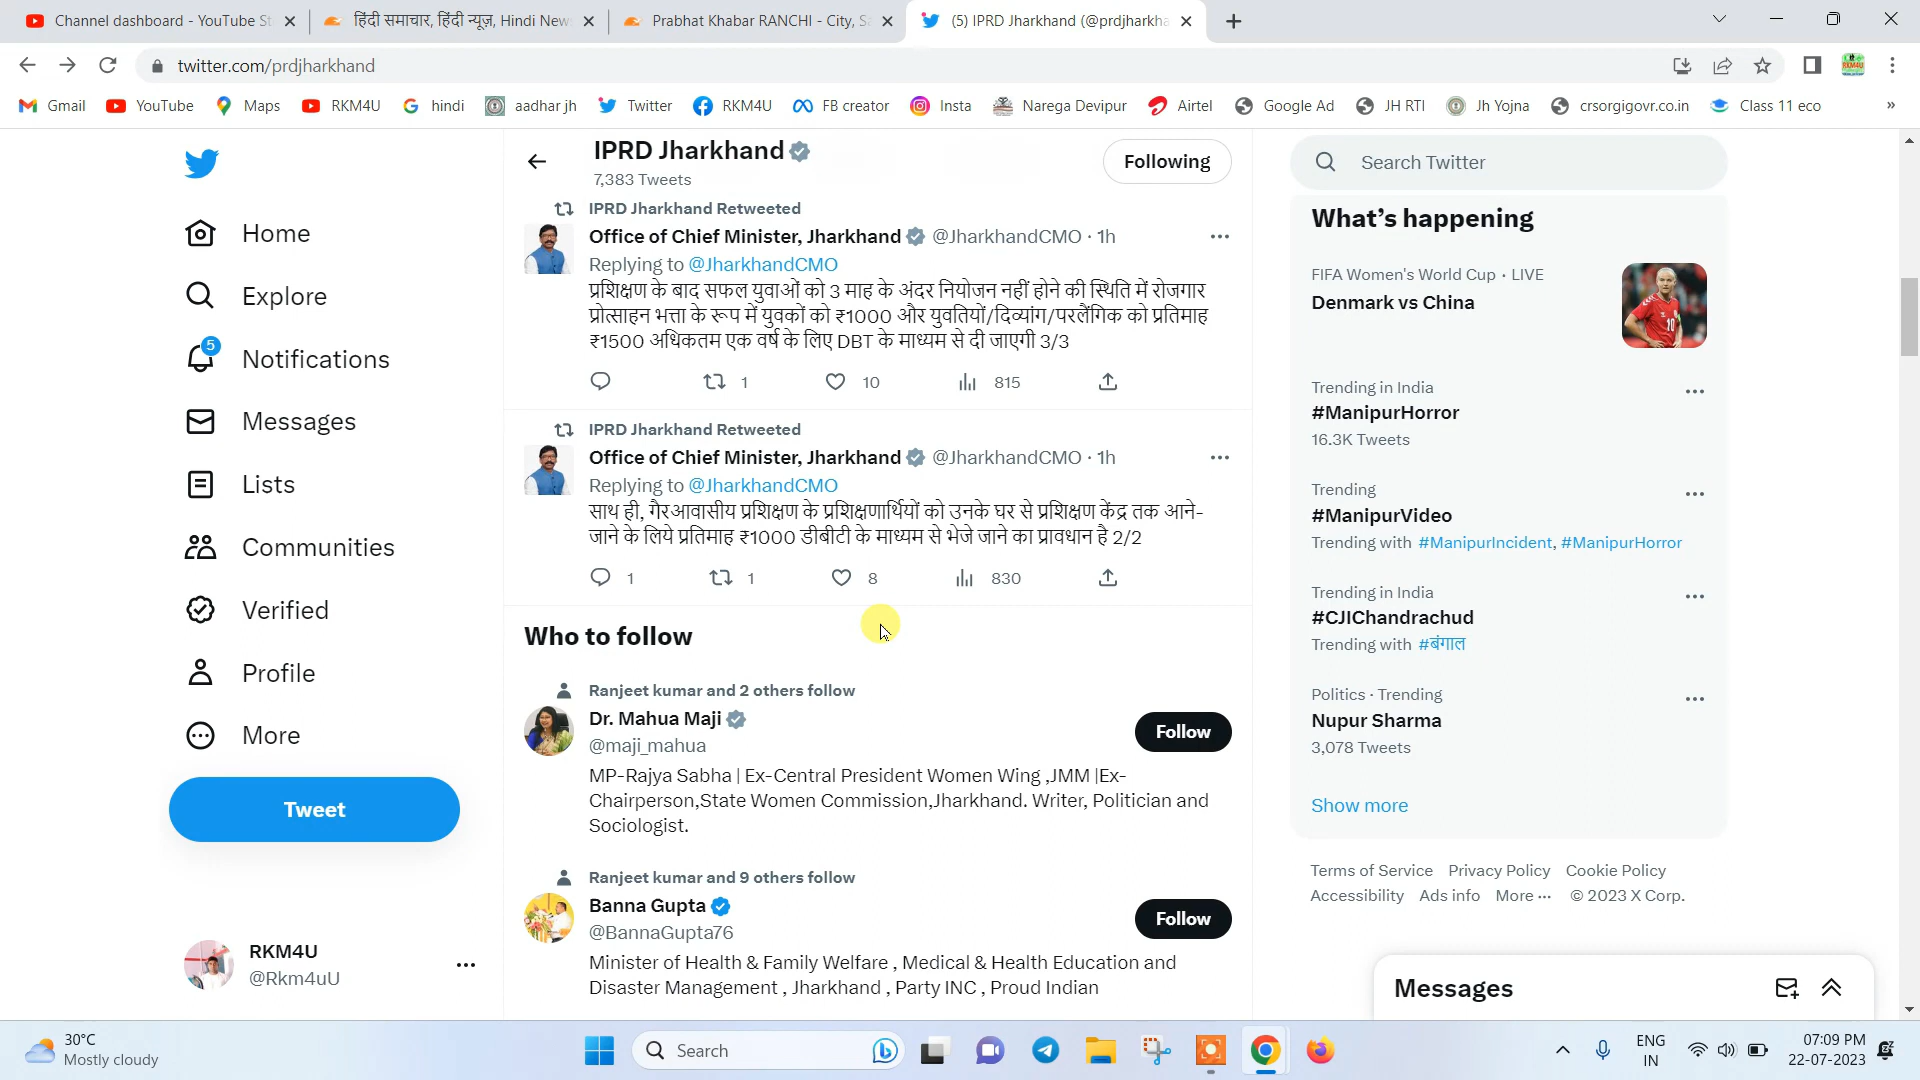 Channel dashboard - YouTube St
हिंदी समाचार, हिंदी न्यूज़, Hindi New
Prabhat Khabar RANCHI - City, Sa
(5) IPRD Jharkhand (@prdjharkha
twitter.com/prdjharkhand
Gmail YouTube Maps RKM4U hindi aadhar jh Twitter RKM4U FB creator Insta Narega Devipur Airtel Google Ad JH RTI Jh Yojna crsorgigovr.co.in Class 11 eco »
Home
Explore
5
Notifications
Messages
Lists
Communities
Verified
Profile
More
Tweet
RKM4U
@Rkm4uU
IPRD Jharkhand
7,383 Tweets
Following
IPRD Jharkhand Retweeted
Office of Chief Minister, Jharkhand @JharkhandCMO · 1h
Replying to @JharkhandCMO
प्रशिक्षण के बाद सफल युवाओं को 3 माह के अंदर नियोजन नहीं होने की स्थिति में रोजगार
प्रोत्साहन भत्ता के रूप में युवकों को ₹1000 और युवतियों/दिव्यांग/परलैंगिक को प्रतिमाह
₹1500 अधिकतम एक वर्ष के लिए DBT के माध्यम से दी जाएगी 3/3
1 10 815
IPRD Jharkhand Retweeted
Office of Chief Minister, Jharkhand @JharkhandCMO · 1h
Replying to @JharkhandCMO
साथ ही, गैरआवासीय प्रशिक्षण के प्रशिक्षणार्थियों को उनके घर से प्रशिक्षण केंद्र तक आने-
जाने के लिये प्रतिमाह ₹1000 डीबीटी के माध्यम से भेजे जाने का प्रावधान है 2/2
1 1 8 830
Who to follow
Ranjeet kumar and 2 others follow
Dr. Mahua Maji
@maji_mahua
Follow
MP-Rajya Sabha | Ex-Central President Women Wing ,JMM |Ex-
Chairperson,State Women Commission,Jharkhand. Writer, Politician and
Sociologist.
Ranjeet kumar and 9 others follow
Banna Gupta
@BannaGupta76
Follow
Minister of Health & Family Welfare , Medical & Health Education and
Disaster Management , Jharkhand , Party INC , Proud Indian
Search Twitter
What's happening
FIFA Women's World Cup · LIVE
Denmark vs China
Trending in India
#ManipurHorror
16.3K Tweets
Trending
#ManipurVideo
Trending with #ManipurIncident, #ManipurHorror
Trending in India
#CJIChandrachud
Trending with #बंगाल
Politics · Trending
Nupur Sharma
3,078 Tweets
Show more
Terms of Service Privacy Policy Cookie Policy
Accessibility Ads info More ··· © 2023 X Corp.
Messages
30°C
Mostly cloudy
Search
ENG
IN
07:09 PM
22-07-2023